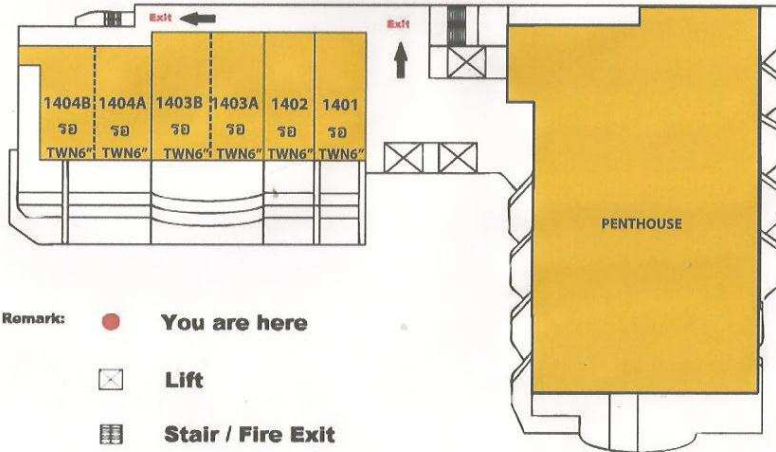 Exit
Exit
1404B
รอ
TWN6”
1404A
รอ
TWN6”
1403B
รอ
TWN6”
1403A
รอ
TWN6”
1402
รอ
TWN6”
1401
รอ
TWN6”
PENTHOUSE
Remark:
You are here
Lift
Stair / Fire Exit